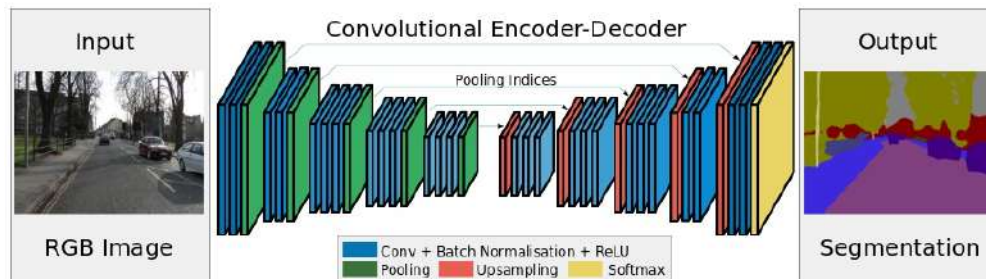 Input
Convolutional Encoder-Decoder
Output
Pooling Indices
RGB Image
Conv + Batch Normalisation + ReLU
Pooling Upsampling Softmax
Segmentation